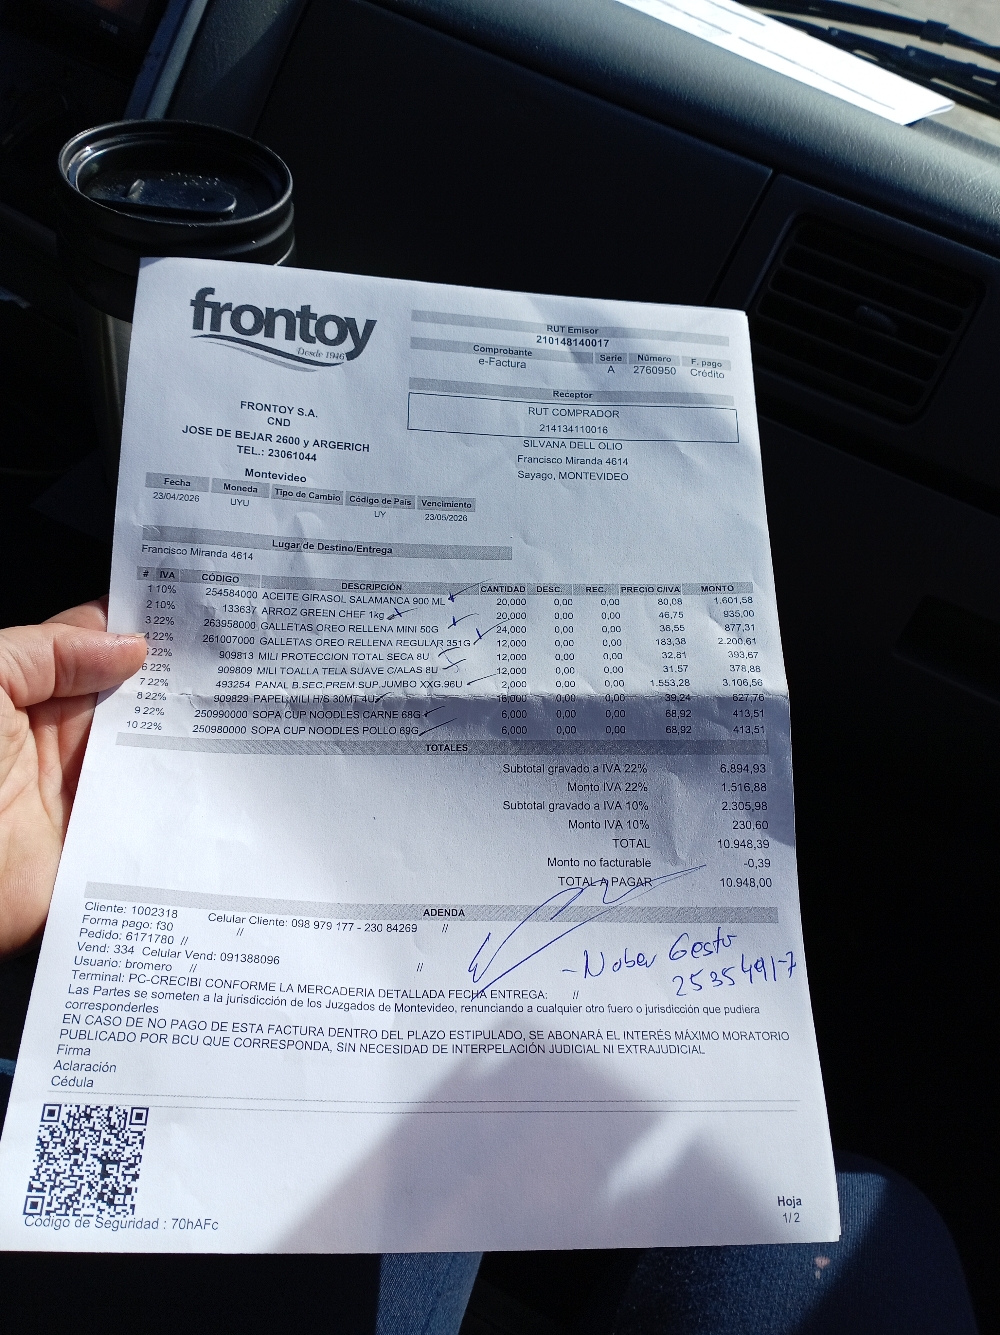 frontoy
Desde 1946
RUT Emisor
210148140017
Comprobante Serie Número F. pago
e-Factura A 2760950 Crédito
Receptor
RUT COMPRADOR
214134110016
SILVANA DELL OLIO
Francisco Miranda 4614
Sayago, MONTEVIDEO
FRONTOY S.A.
CND
JOSE DE BEJAR 2600 y ARGERICH
TEL.: 23061044
Montevideo
Fecha Moneda Tipo de Cambio Código de País Vencimiento
23/04/2026 UYU UY 23/05/2026
Lugar de Destino/Entrega
Francisco Miranda 4614
# IVA CÓDIGO DESCRIPCIÓN CANTIDAD DESC. REC. PRECIO C/IVA MONTO
1 10% 254584000 ACEITE GIRASOL SALAMANCA 900 ML 20,000 0,00 0,00 80,08 1.601,58
2 10% 133637 ARROZ GREEN CHEF 1kg 20,000 0,00 0,00 46,75 935,00
3 22% 263958000 GALLETAS OREO RELLENA MINI 50G 24,000 0,00 0,00 36,55 877,31
4 22% 261007000 GALLETAS OREO RELLENA REGULAR 351G 12,000 0,00 0,00 183,38 2.200,61
5 22% 909813 MILI PROTECCION TOTAL SECA 8U 12,000 0,00 0,00 32,81 393,67
6 22% 909809 MILI TOALLA TELA SUAVE C/ALAS 8U 12,000 0,00 0,00 31,57 378,88
7 22% 493254 PANAL B.SEC.PREM.SUP.JUMBO XXG.96U 2,000 0,00 0,00 1.553,28 3.106,56
8 22% 909829 PAPEL MILI H/S 30MT 4U 16,000 0,00 0,00 39,24 627,76
9 22% 250990000 SOPA CUP NOODLES CARNE 68G 6,000 0,00 0,00 68,92 413,51
10 22% 250980000 SOPA CUP NOODLES POLLO 69G 6,000 0,00 0,00 68,92 413,51
TOTALES
Subtotal gravado a IVA 22% 6.894,93
Monto IVA 22% 1.516,88
Subtotal gravado a IVA 10% 2.305,98
Monto IVA 10% 230,60
TOTAL 10.948,39
Monto no facturable -0,39
TOTAL A PAGAR 10.948,00
ADENDA
Cliente: 1002318 Celular Cliente: 098 979 177 - 230 84269 //
Forma pago: f30 //
Pedido: 6171780 //
Vend: 334 Celular Vend: 091388096 //
Usuario: bromero //
Terminal: PC-CRECIBI CONFORME LA MERCADERIA DETALLADA FECHA ENTREGA: //
2535491-7
Las Partes se someten a la jurisdicción de los Juzgados de Montevideo, renunciando a cualquier otro fuero o jurisdicción que pudiera
corresponderles
EN CASO DE NO PAGO DE ESTA FACTURA DENTRO DEL PLAZO ESTIPULADO, SE ABONARÁ EL INTERÉS MÁXIMO MORATORIO
PUBLICADO POR BCU QUE CORRESPONDA, SIN NECESIDAD DE INTERPELACIÓN JUDICIAL NI EXTRAJUDICIAL
Firma
Aclaración
Cédula
Código de Seguridad : 70hAFc
Hoja
1/2